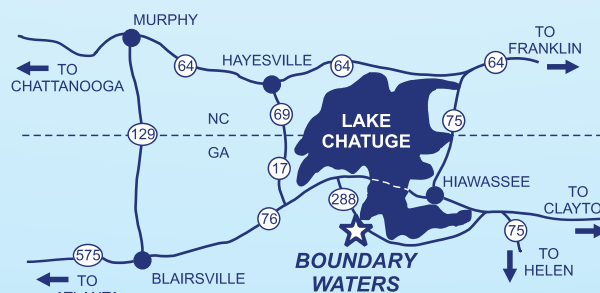 MURPHY
TO
FRANKLIN
HAYESVILLE
64
64
64
TO
CHATTANOOGA
69
NC
LAKE
CHATUGE
75
129
GA
17
HIAWASSEE
288
TO
CLAYTO
76
75
575
BOUNDARY
WATERS
TO
HELEN
BLAIRSVILLE
TO